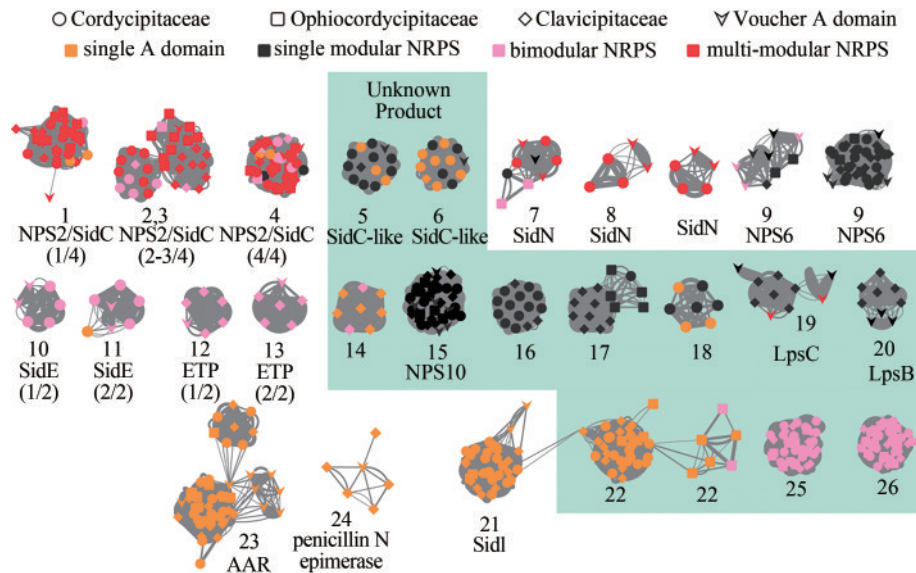 Cordycipitaceae Ophiocordycipitaceae Clavicipitaceae Voucher A domain
single A domain single modular NRPS bimodular NRPS multi-modular NRPS
Unknown
Product
1 2,3 4 5 6 7 8 9 9
NPS2/SidC NPS2/SidC NPS2/SidC SidC-like SidC-like SidN SidN SidN NPS6 NPS6
(1/4) (2-3/4) (4/4)
10 11 12 13 14 15 16 17 18 19 20
SidE SidE ETP ETP NPS10 LpsC LpsB
(1/2) (2/2) (1/2) (2/2)
23 24 21 22 22 25 26
AAR penicillin N SidI
epimerase